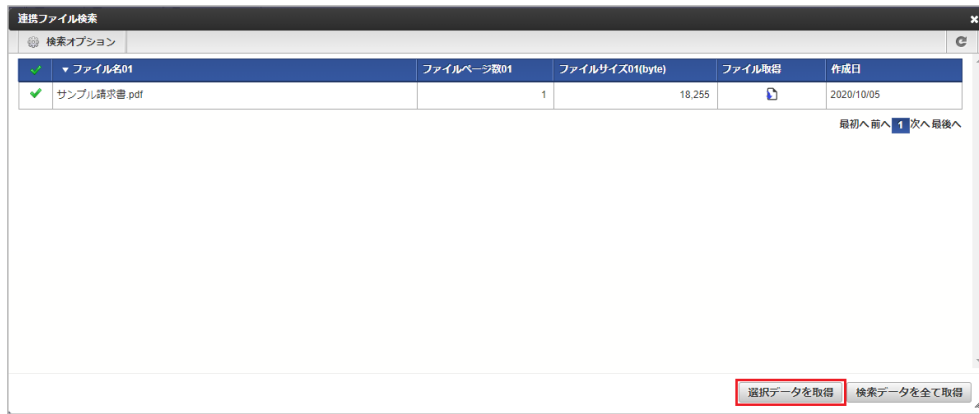 連携ファイル検索
検索オプション
▼ ファイル名01 ファイルページ数01 ファイルサイズ01(byte) ファイル取得 作成日
サンプル請求書.pdf 1 18,255 2020/10/05
最初へ 前へ 1 次へ 最後へ
選択データを取得 検索データを全て取得